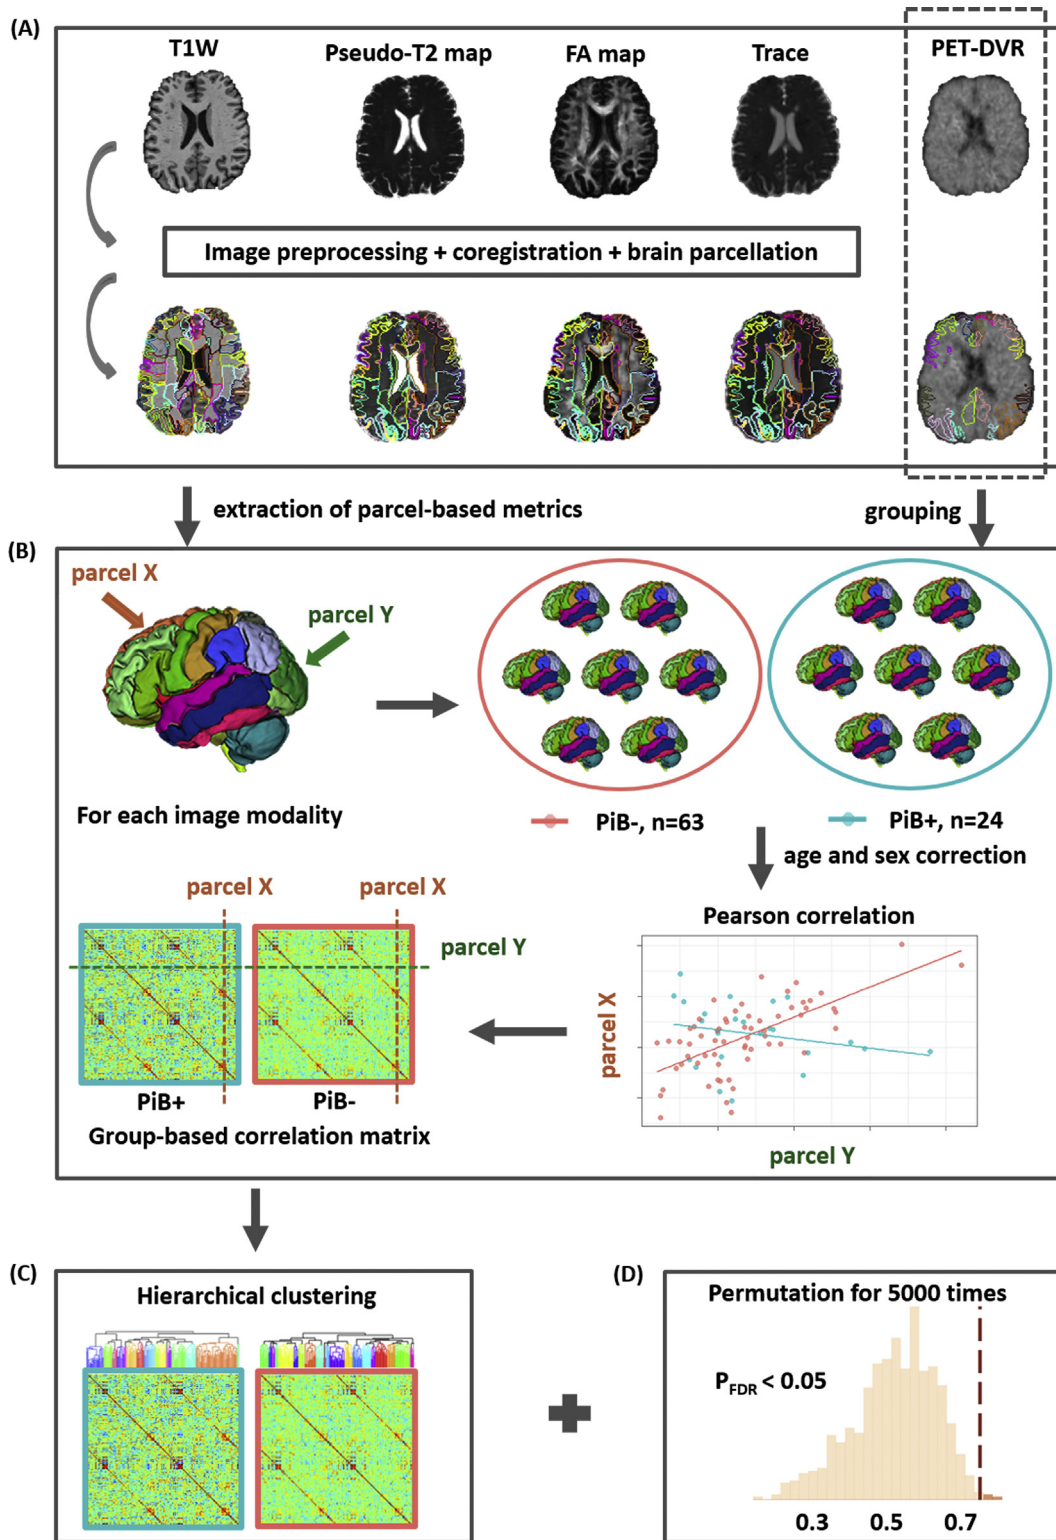 (A)
T1W
Pseudo-T2 map
FA map
Trace
PET-DVR
Image preprocessing + coregistration + brain parcellation
extraction of parcel-based metrics
grouping
(B)
parcel X
parcel Y
For each image modality
PiB-, n=63
PiB+, n=24
age and sex correction
parcel X
parcel X
parcel Y
PiB+
PiB-
Group-based correlation matrix
Pearson correlation
parcel X
parcel Y
(C)
Hierarchical clustering
(D)
Permutation for 5000 times
PFDR < 0.05
0.3
0.5
0.7